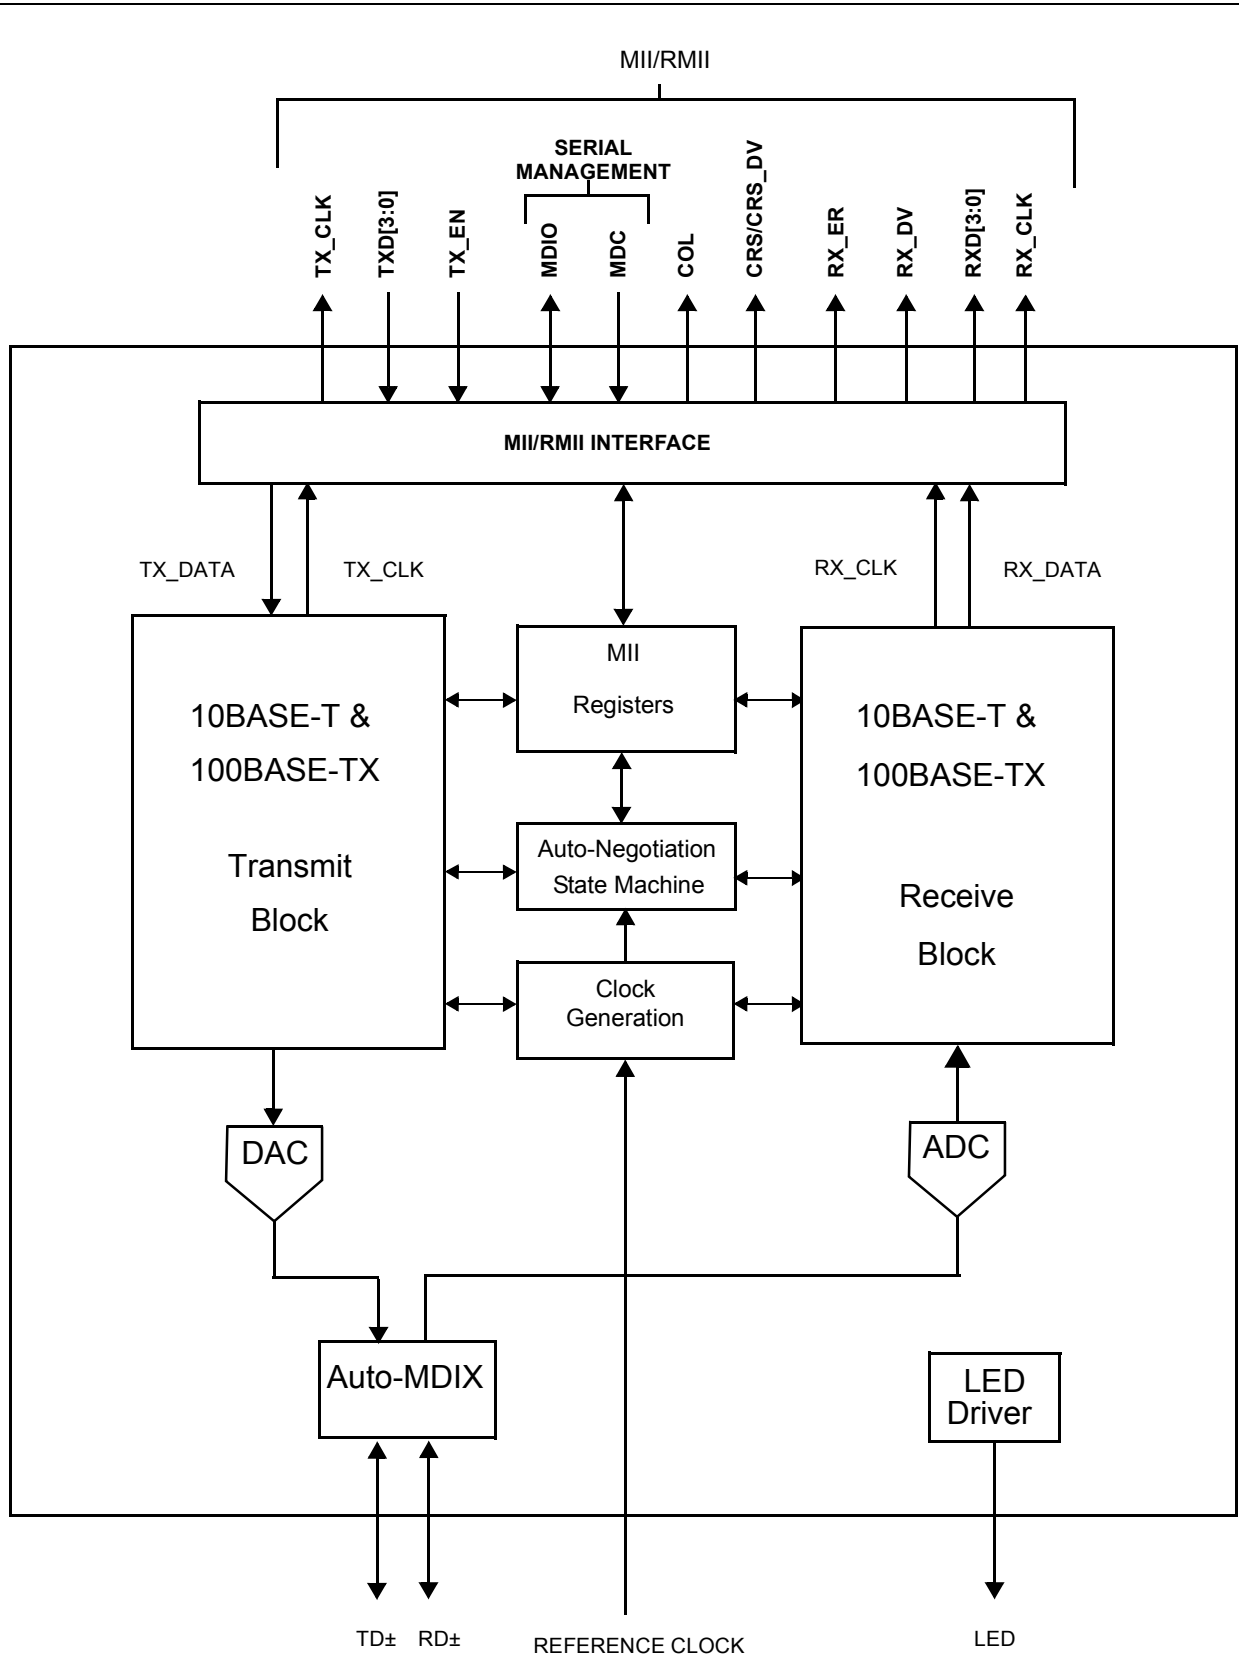 MII/RMII
SERIAL
MANAGEMENT
TX_CLK
TXD[3:0]
TX_EN
MDIO
MDC
COL
CRS/CRS_DV
RX_ER
RX_DV
RXD[3:0]
RX_CLK
MII/RMII INTERFACE
TX_DATA
TX_CLK
RX_CLK
RX_DATA
10BASE-T &
100BASE-TX
Transmit
Block
MII
Registers
Auto-Negotiation
State Machine
Clock
Generation
10BASE-T &
100BASE-TX
Receive
Block
DAC
ADC
Auto-MDIX
LED
Driver
TD±
RD±
REFERENCE CLOCK
LED